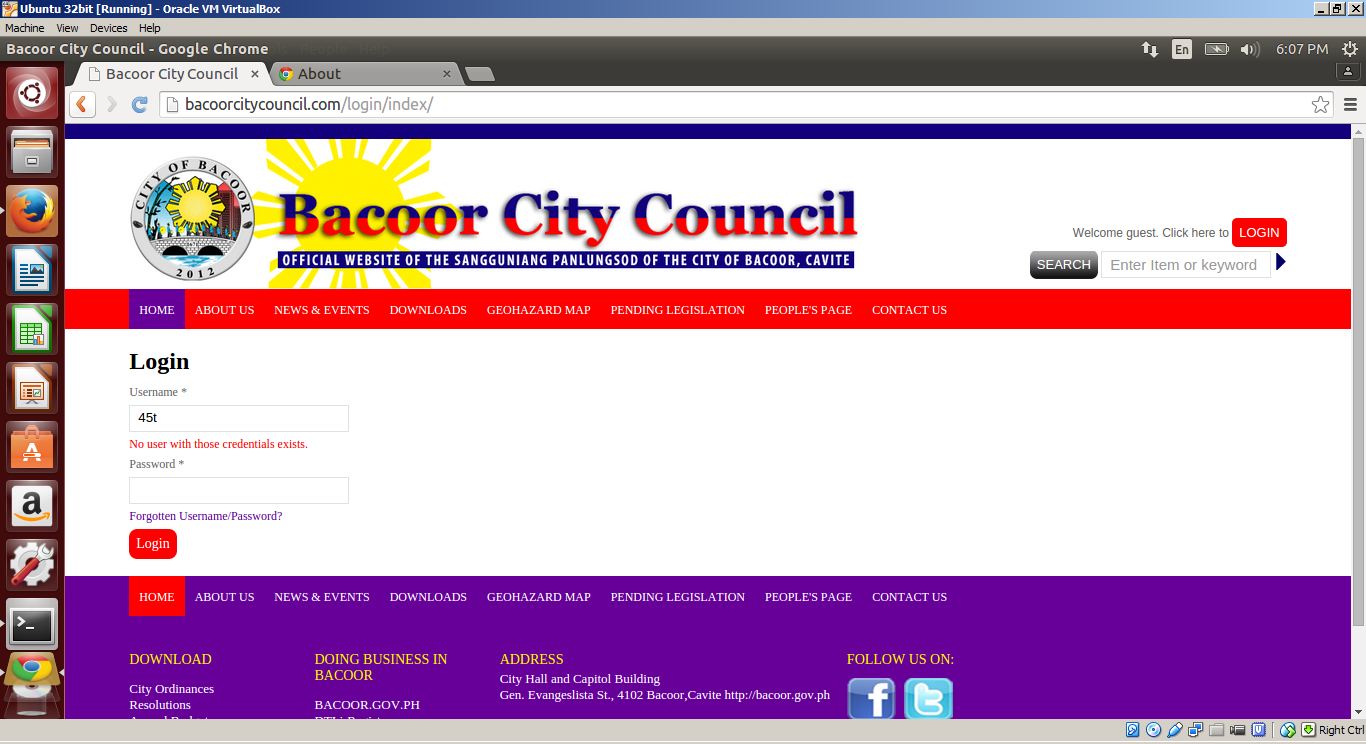 Ubuntu 32bit [Running] - Oracle VM VirtualBox
Machine View Devices Help
Bacoor City Council - Google Chrome
En 6:07 PM
Bacoor City Council × About ×
bacoorcitycouncil.com/login/index/
CITY OF BACOOR
2012
Bacoor City Council
OFFICIAL WEBSITE OF THE SANGGUNIANG PANLUNGSOD OF THE CITY OF BACOOR, CAVITE
Welcome guest. Click here to LOGIN
SEARCH Enter Item or keyword
HOME ABOUT US NEWS & EVENTS DOWNLOADS GEOHAZARD MAP PENDING LEGISLATION PEOPLE'S PAGE CONTACT US
Login
Username *
45t
No user with those credentials exists.
Password *
Forgotten Username/Password?
Login
HOME ABOUT US NEWS & EVENTS DOWNLOADS GEOHAZARD MAP PENDING LEGISLATION PEOPLE'S PAGE CONTACT US
DOWNLOAD
City Ordinances
Resolutions
DOING BUSINESS IN
BACOOR
BACOOR.GOV.PH
ADDRESS
City Hall and Capitol Building
Gen. Evangeslista St., 4102 Bacoor,Cavite http://bacoor.gov.ph
FOLLOW US ON:
Right Ctrl